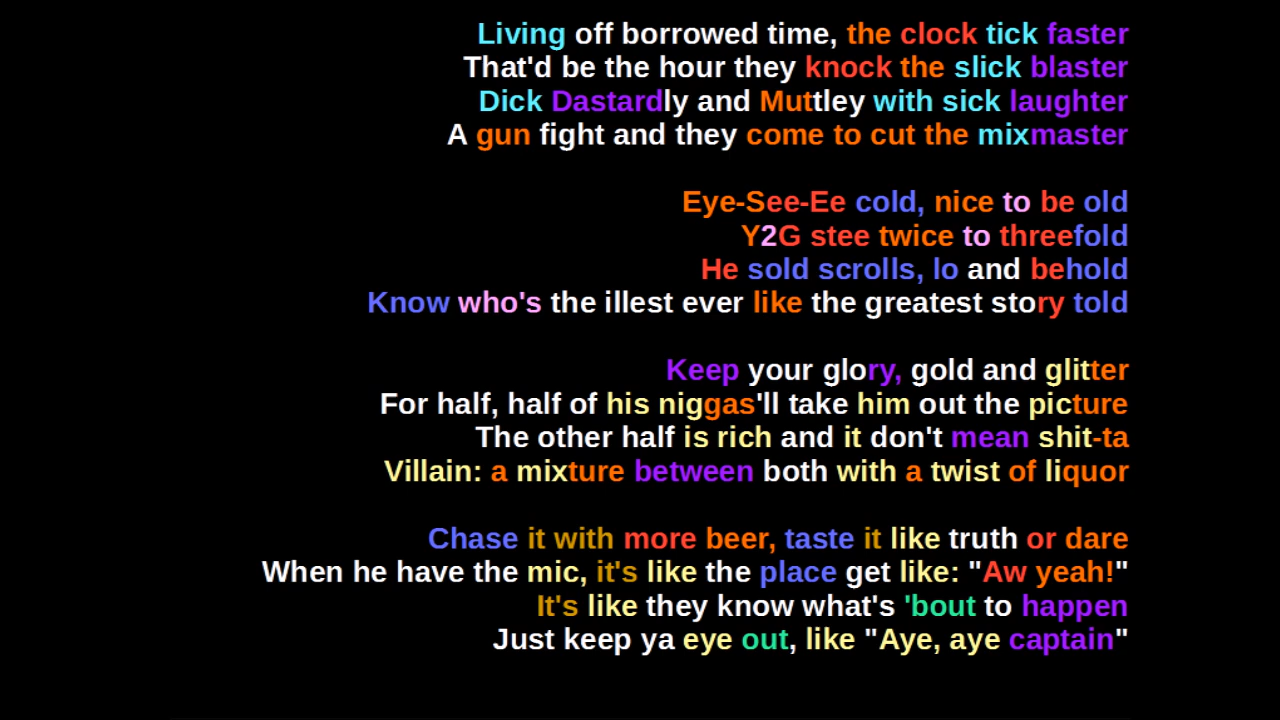 Living off borrowed time, the clock tick faster
That'd be the hour they knock the slick blaster
Dick Dastardly and Muttley with sick laughter
A gun fight and they come to cut the mixmaster
Eye-See-Ee cold, nice to be old
Y2G stee twice to threefold
He sold scrolls, lo and behold
Know who's the illest ever like the greatest story told
Keep your glory, gold and glitter
For half, half of his niggas'll take him out the picture
The other half is rich and it don't mean shit-ta
Villain: a mixture between both with a twist of liquor
Chase it with more beer, taste it like truth or dare
When he have the mic, it's like the place get like: "Aw yeah!"
It's like they know what's 'bout to happen
Just keep ya eye out, like "Aye, aye captain"